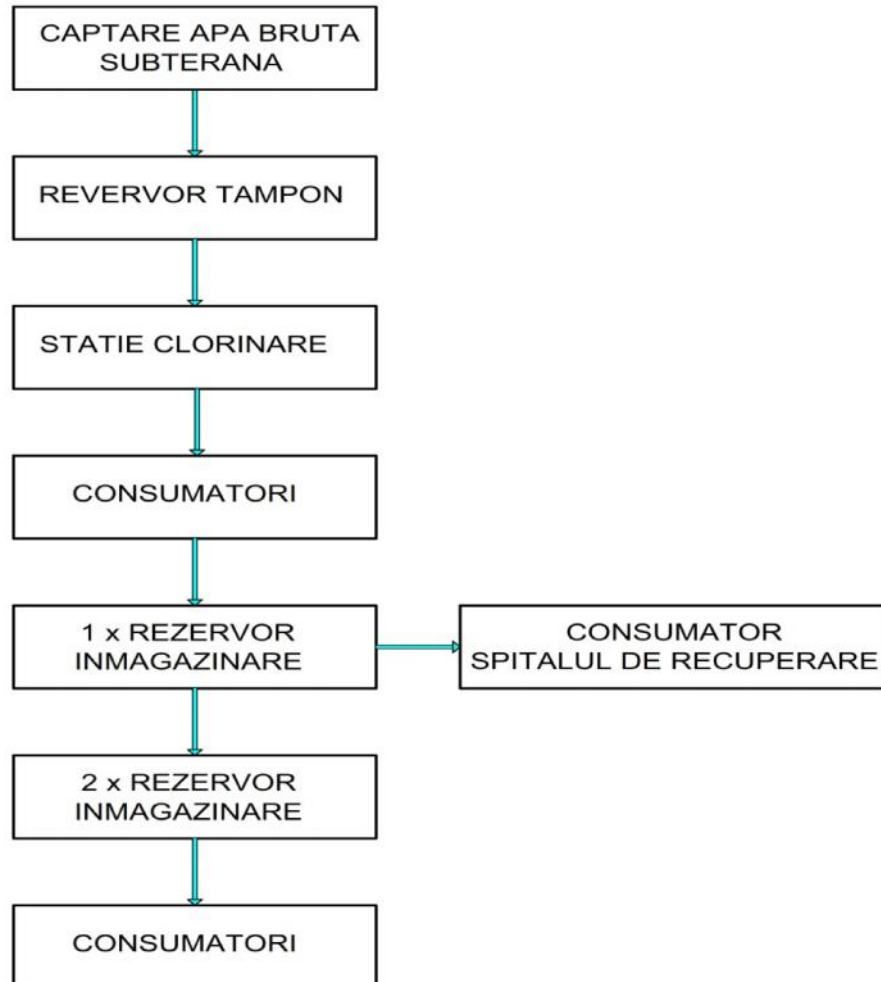 CAPTARE APA BRUTA
SUBTERANA
REVERVOR TAMPON
STATIE CLORINARE
CONSUMATORI
1 x REZERVOR
INMAGAZINARE
CONSUMATOR
SPITALUL DE RECUPERARE
2 x REZERVOR
INMAGAZINARE
CONSUMATORI